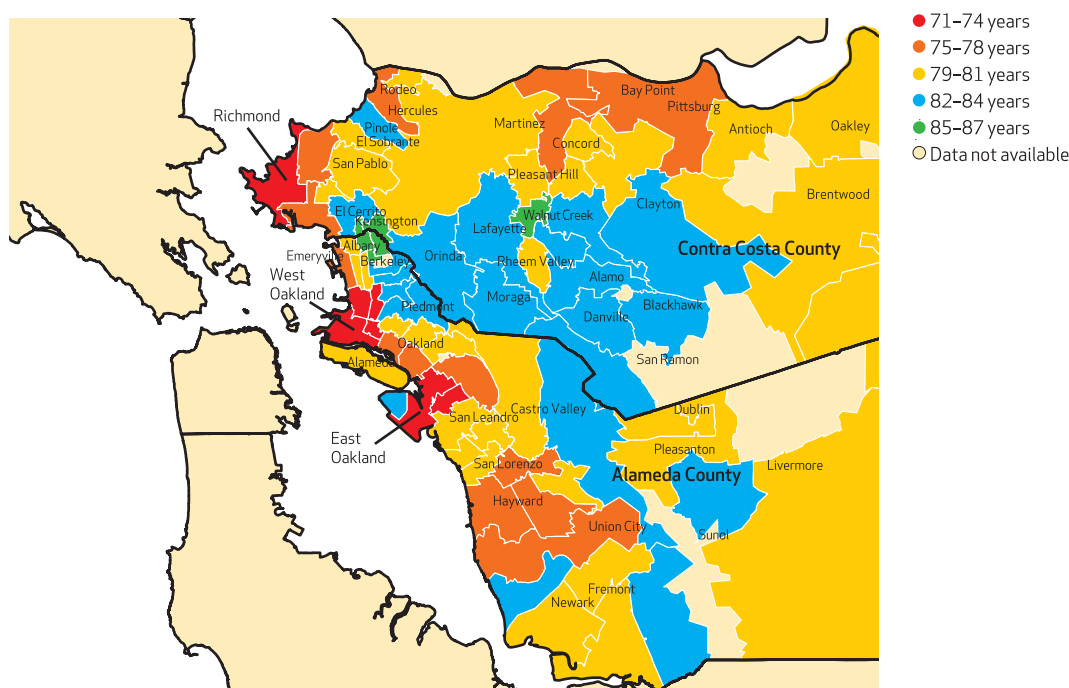 71–74 years
75–78 years
79–81 years
82–84 years
85–87 years
Data not available
Richmond
Rodeo
Hercules
Pinole
El Sobrante
San Pablo
Martinez
Bay Point
Pittsburg
Antioch
Oakley
Concord
Pleasant Hill
Brentwood
El Cerrito
Kensington
Walnut Creek
Clayton
Lafayette
Contra Costa County
Albany
Emeryville
Berkeley
Orinda
Rheem Valley
West
Oakland
Alamo
Piedmont
Moraga
Blackhawk
Danville
Oakland
Alameda
San Ramon
Castro Valley
San Leandro
Dublin
East
Oakland
Pleasanton
San Lorenzo
Livermore
Alameda County
Hayward
Union City
Sunol
Fremont
Newark